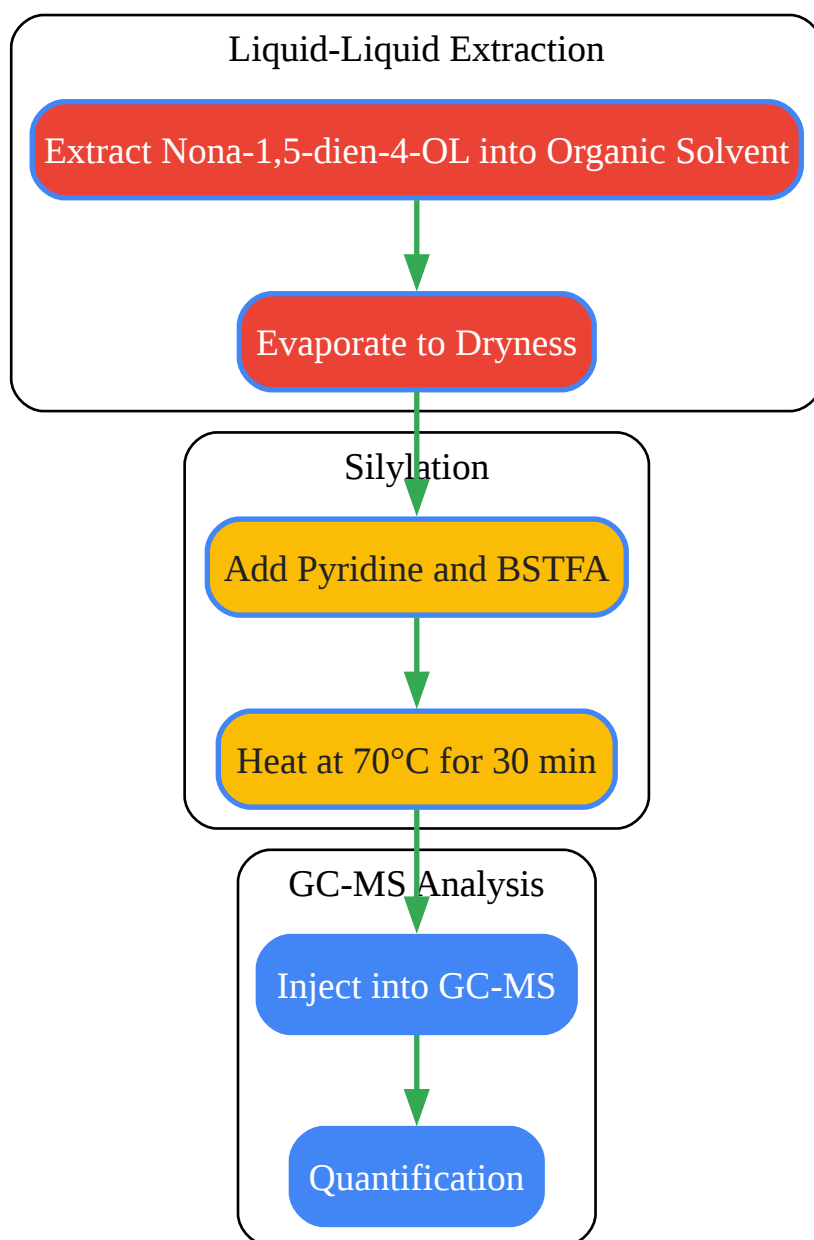 Liquid-Liquid Extraction
Extract Nona-1,5-dien-4-OL into Organic Solvent
Evaporate to Dryness
Silylation
Add Pyridine and BSTFA
Heat at 70°C for 30 min
GC-MS Analysis
Inject into GC-MS
Quantification